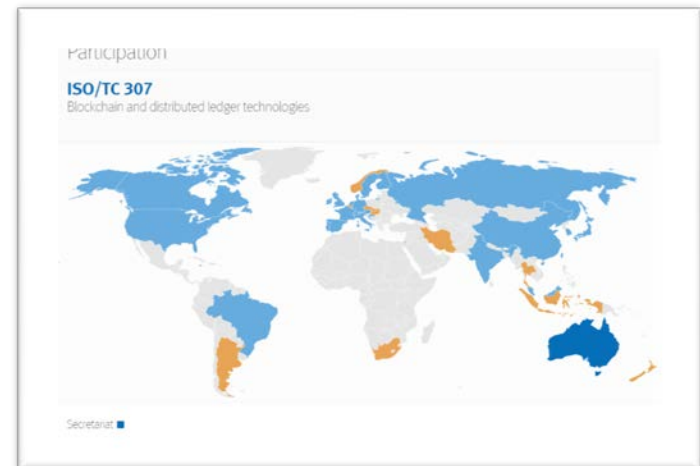 Participation
ISO/TC 307
Blockchain and distributed ledger technologies
Secretariat